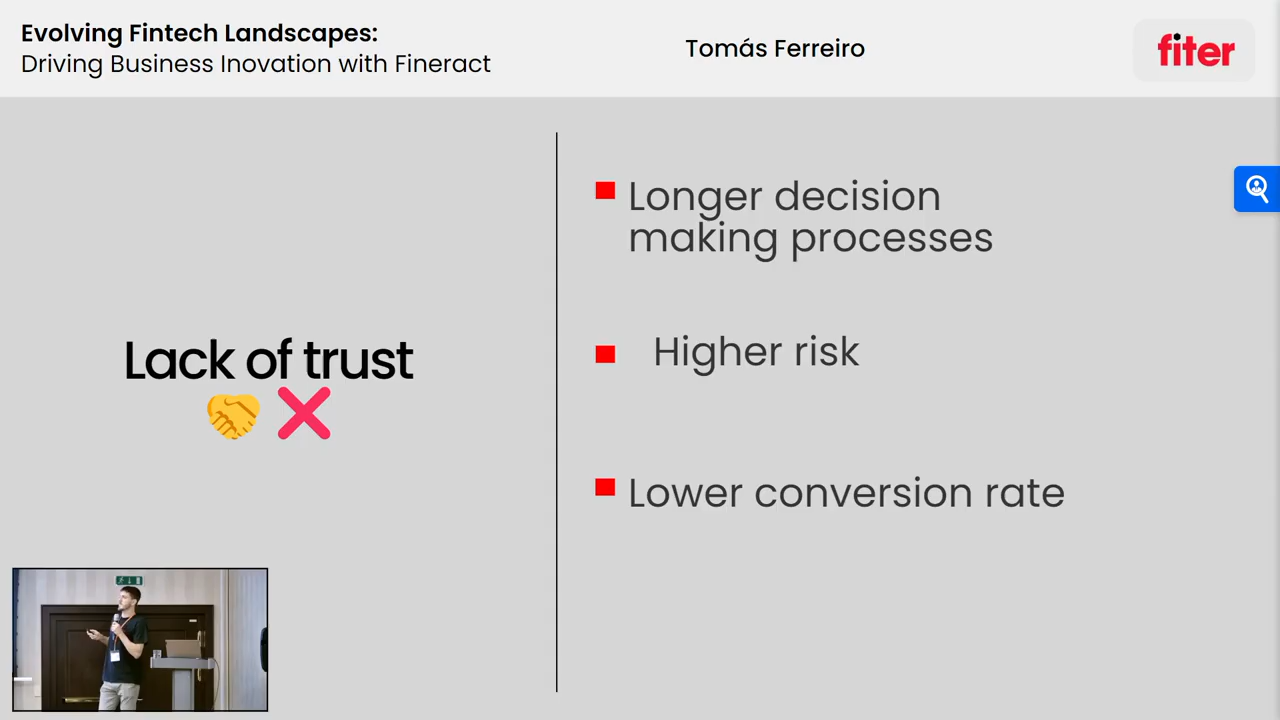 Evolving Fintech Landscapes:
Driving Business Inovation with Fineract
Tomás Ferreiro
fiter
Lack of trust
Longer decision
making processes
Higher risk
Lower conversion rate